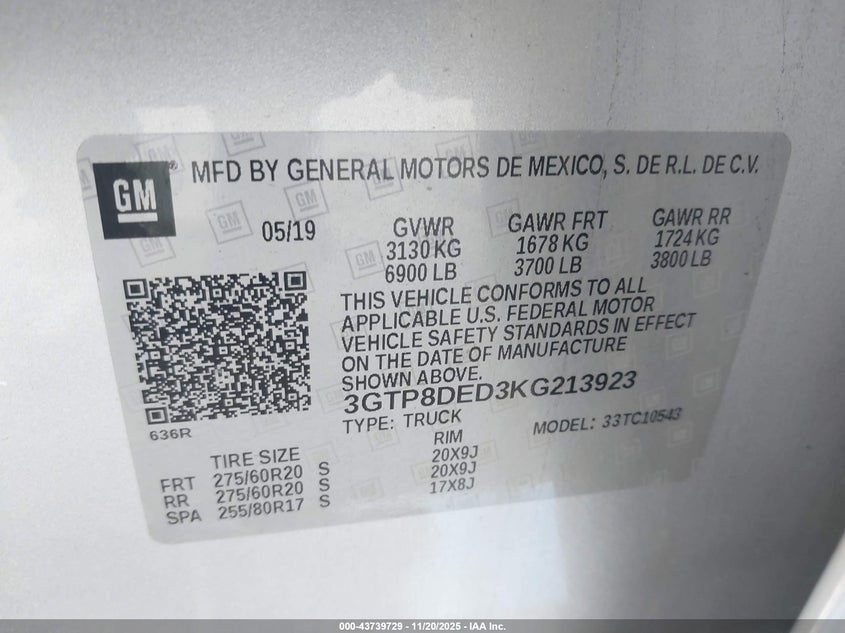 GM ® MFD BY GENERAL MOTORS DE MEXICO, S. DE R.L. DE C.V.
05/19 GVWR GAWR FRT GAWR RR
3130 KG 1678 KG 1724 KG
6900 LB 3700 LB 3800 LB
THIS VEHICLE CONFORMS TO ALL
APPLICABLE U.S. FEDERAL MOTOR
VEHICLE SAFETY STANDARDS IN EFFECT
ON THE DATE OF MANUFACTURE
SHOWN ABOVE.
3GTP8DED3KG213923
636R
TYPE: TRUCK MODEL: 33TC10543
TIRE SIZE RIM
FRT 275/60R20 S 20X9J
RR 275/60R20 S 20X9J
SPA 255/80R17 S 17X8J
000-43739729 - 11/20/2025 - IAA Inc.